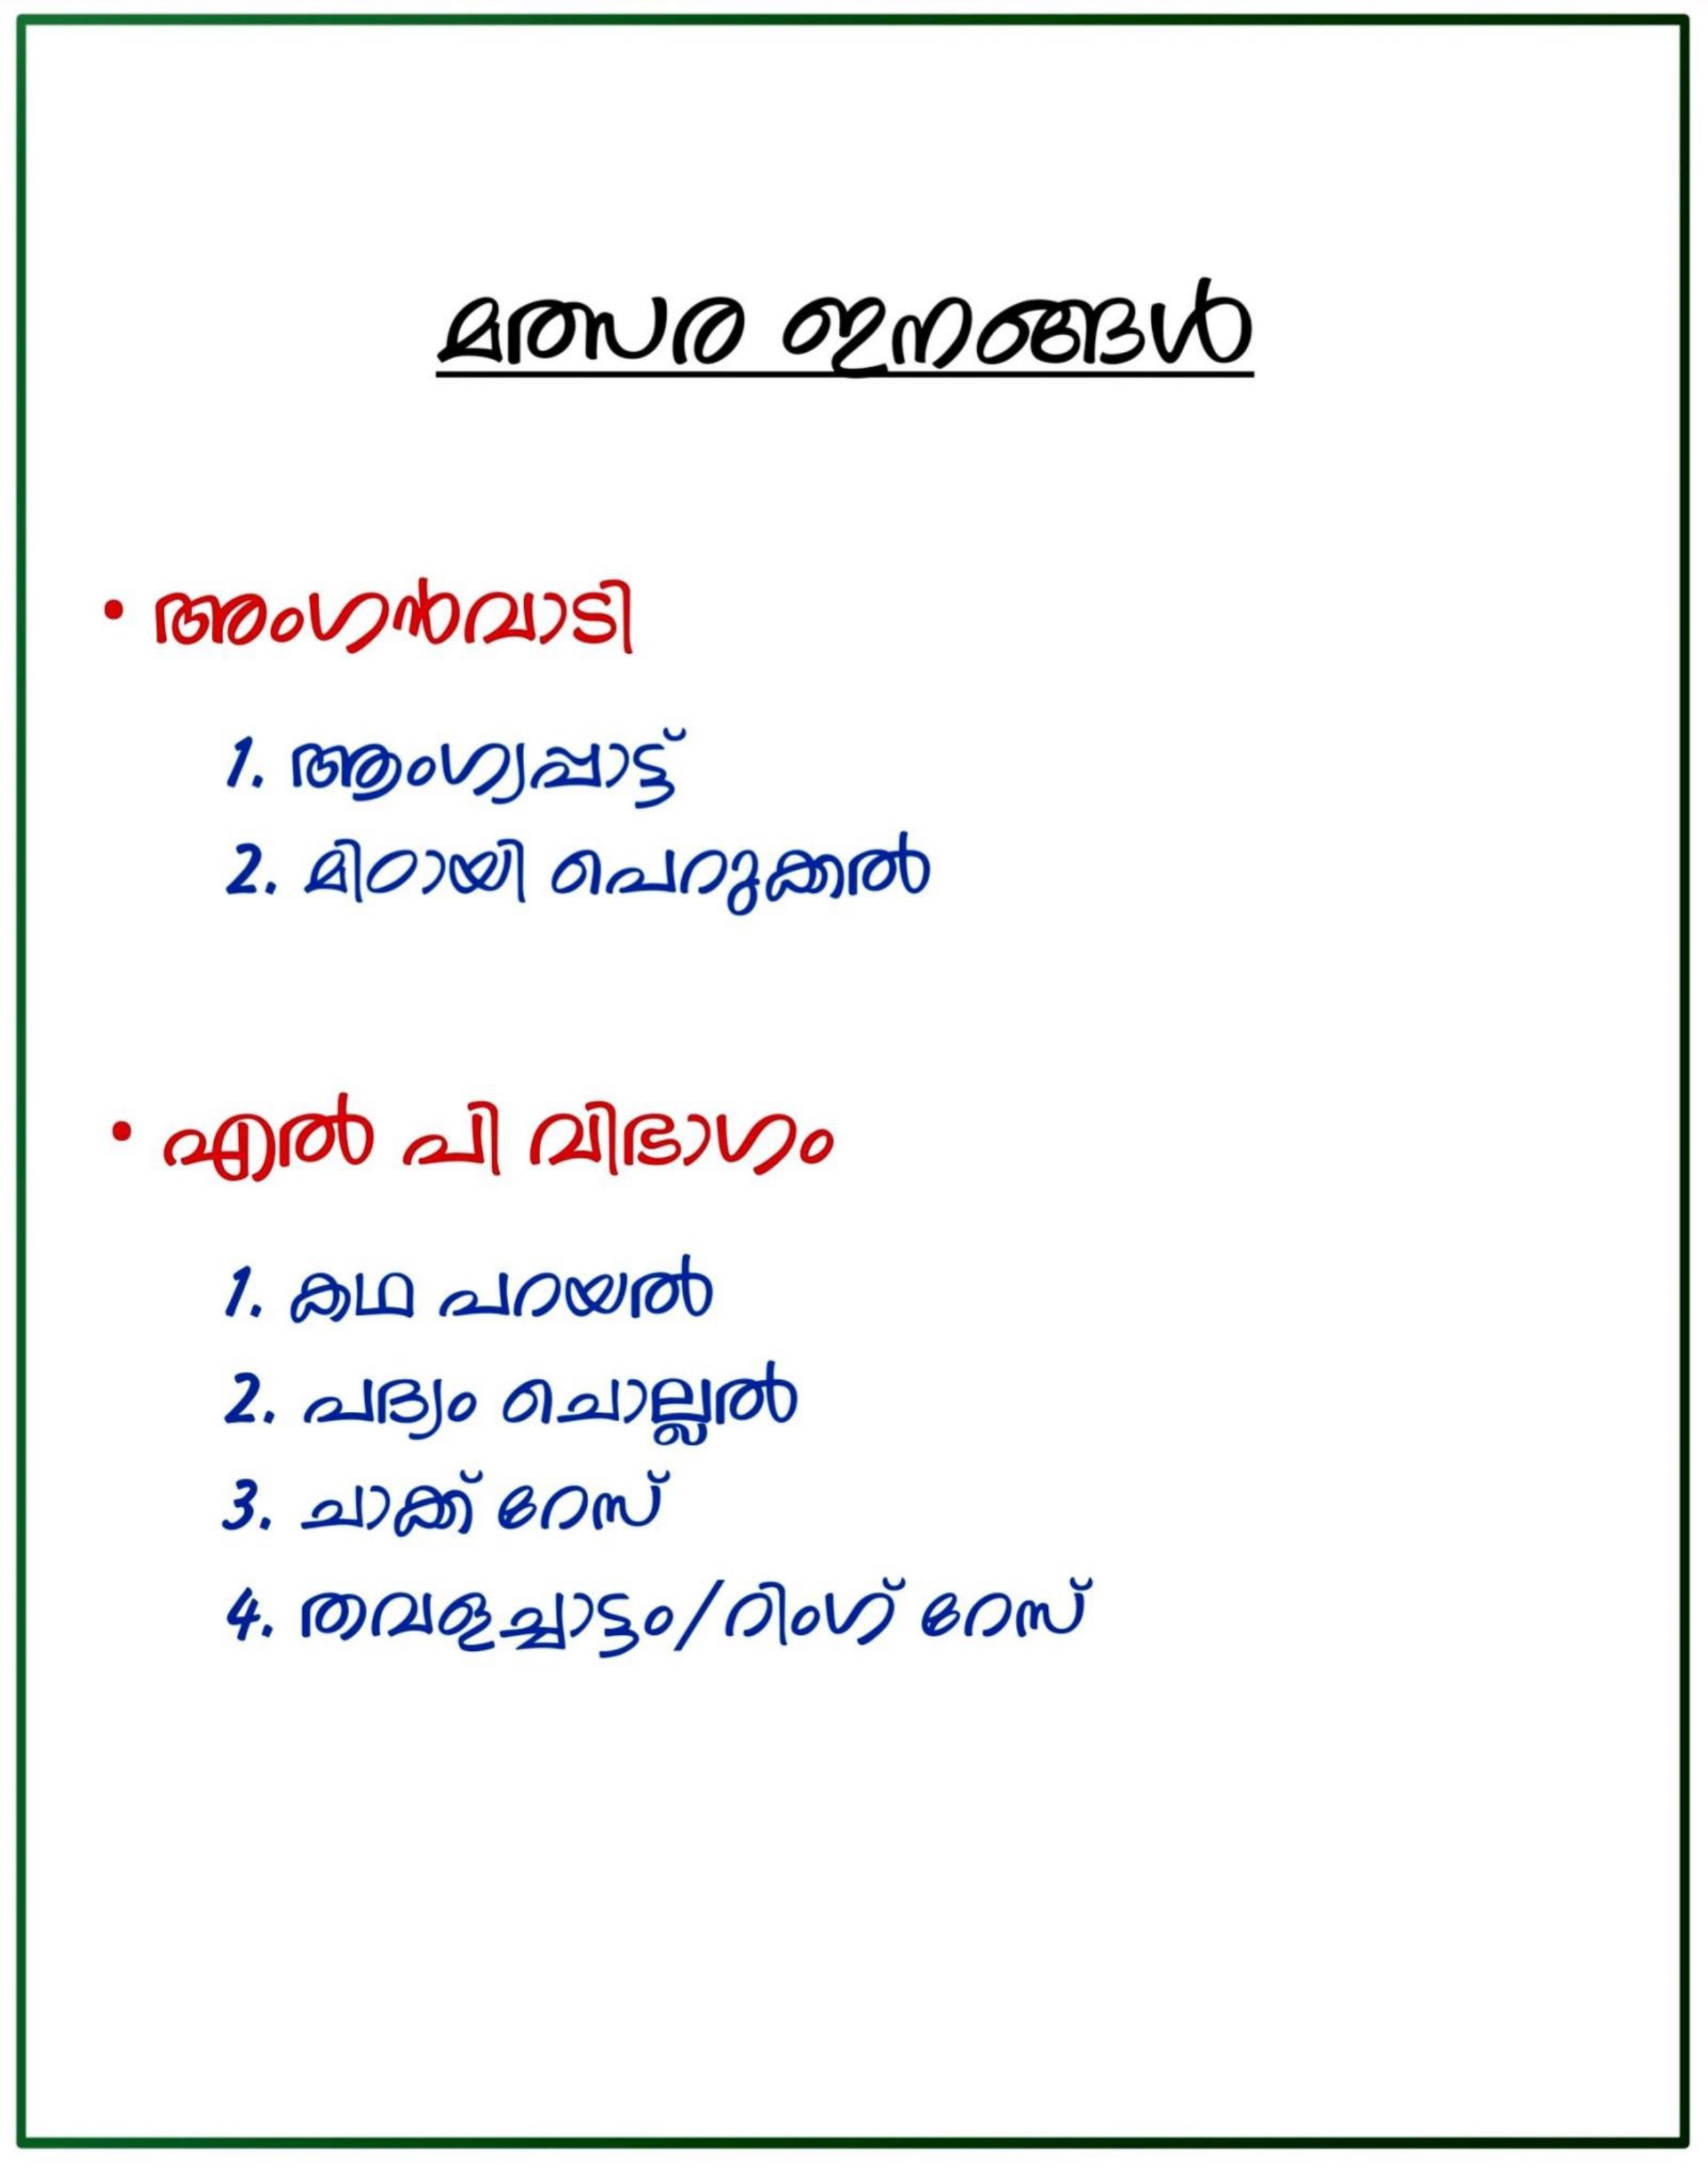 മത്സര ഇനങ്ങൾ
• അംഗൻവാടി
1. ആംഗ്യപ്പാട്ട്
2. മിഠായി പെറുക്കൽ
• എൽ പി വിഭാഗം
1. കഥ പറയൽ
2. പദ്യം ചൊല്ലൽ
3. ചാക്ക് റേസ്
4. തവളച്ചാട്ടം/റിംഗ് റേസ്